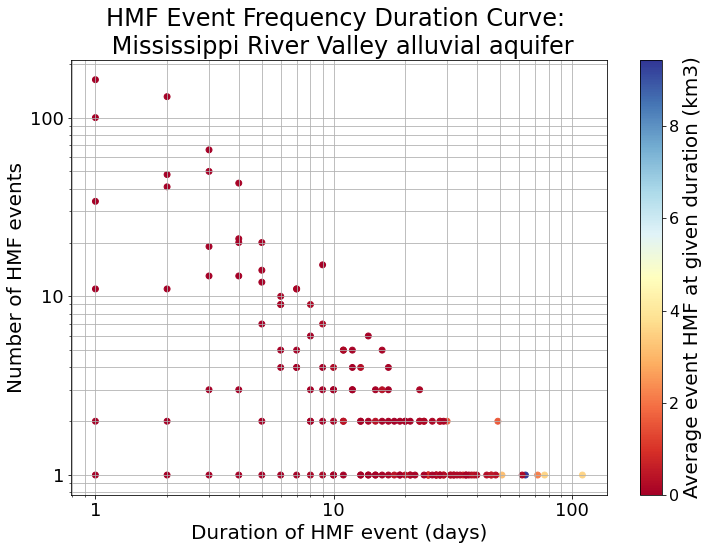 HMF Event Frequency Duration Curve:
Mississippi River Valley alluvial aquifer
Number of HMF events
100
10
1
1
10
100
Duration of HMF event (days)
8
6
4
2
0
Average event HMF at given duration (km3)